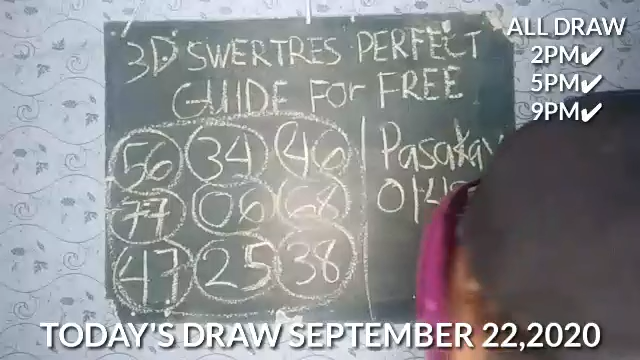 ALL DRAW
2PM✔
5PM✔
9PM✔
3D SWERTRES PERFECT
GUIDE FOR FREE
56 34 46
77 06 68
47 25 38
Pasakay
TODAY'S DRAW SEPTEMBER 22,2020